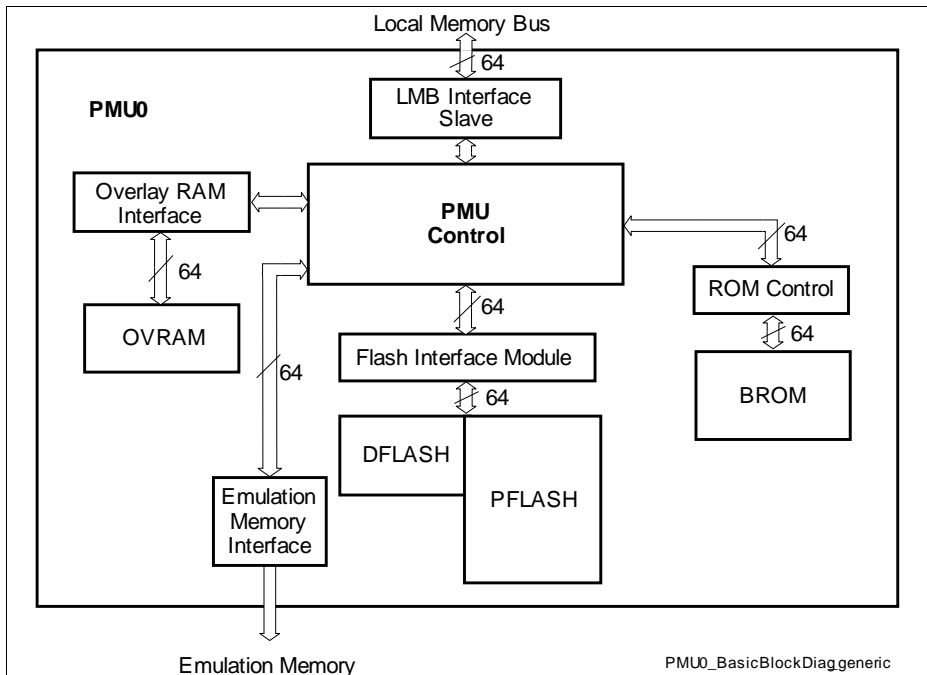 Local Memory Bus
64
LMB Interface
Slave
PMU0
Overlay RAM
Interface
PMU
Control
64
64
ROM Control
64
OVRAM
64
Flash Interface Module
64
64
BROM
DFLASH
PFLASH
Emulation
Memory
Interface
Emulation Memory
PMU0_BasicBlockDiag.generic